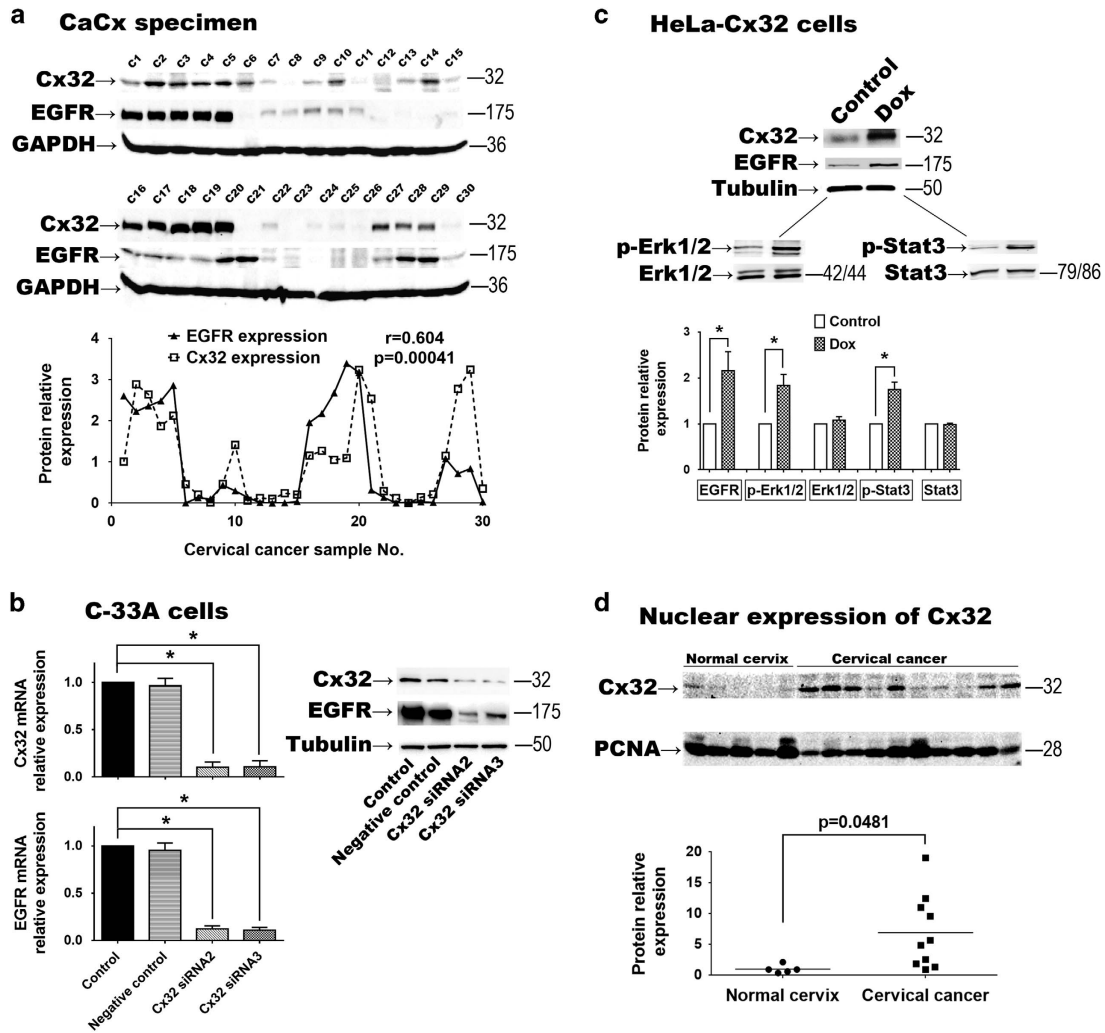 a
CaCx specimen
C1 C2 C3 C4 C5 C6 C7 C8 C9 C10 C11 C12 C13 C14 C15
Cx32→ —32
EGFR→ —175
GAPDH→ —36
C16 C17 C18 C19 C20 C21 C22 C23 C24 C25 C26 C27 C28 C29 C30
Cx32→ —32
EGFR→ —175
GAPDH→ —36
EGFR expression
Cx32 expression
r=0.604
p=0.00041
Protein relative expression
4
3
2
1
0
0 10 20 30
Cervical cancer sample No.
b
C-33A cells
Cx32 mRNA
relative expression
1.0
0.5
0.0
*
*
EGFR mRNA
relative expression
1.0
0.5
0.0
*
*
Control
Negative control
Cx32 siRNA2
Cx32 siRNA3
Cx32→ —32
EGFR→ —175
Tubulin→ —50
Control
Negative control
Cx32 siRNA2
Cx32 siRNA3
c
HeLa-Cx32 cells
Control Dox
Cx32→ —32
EGFR→ —175
Tubulin→ —50
p-Erk1/2→
Erk1/2→ —42/44
p-Stat3→
Stat3→ —79/86
Control
Dox
Protein relative
expression
3
2
1
0
* * *
EGFR p-Erk1/2 Erk1/2 p-Stat3 Stat3
d
Nuclear expression of Cx32
Normal cervix Cervical cancer
Cx32→ —32
PCNA→ —28
p=0.0481
Protein relative
expression
20
15
10
5
0
Normal cervix Cervical cancer